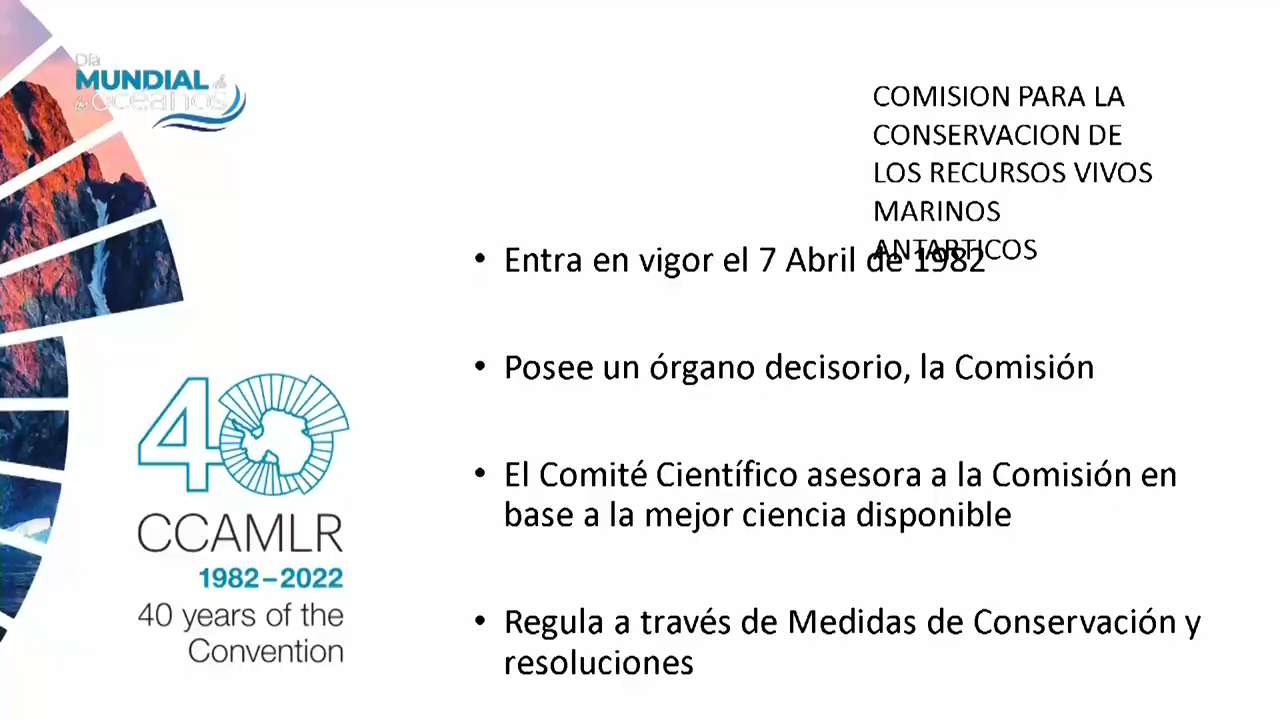 Día
MUNDIAL de
los océanos
COMISION PARA LA
CONSERVACION DE
LOS RECURSOS VIVOS
MARINOS
ANTARTICOS
• Entra en vigor el 7 Abril de 1982
• Posee un órgano decisorio, la Comisión
• El Comité Científico asesora a la Comisión en
base a la mejor ciencia disponible
• Regula a través de Medidas de Conservación y
resoluciones
40
CCAMLR
1982–2022
40 years of the
Convention